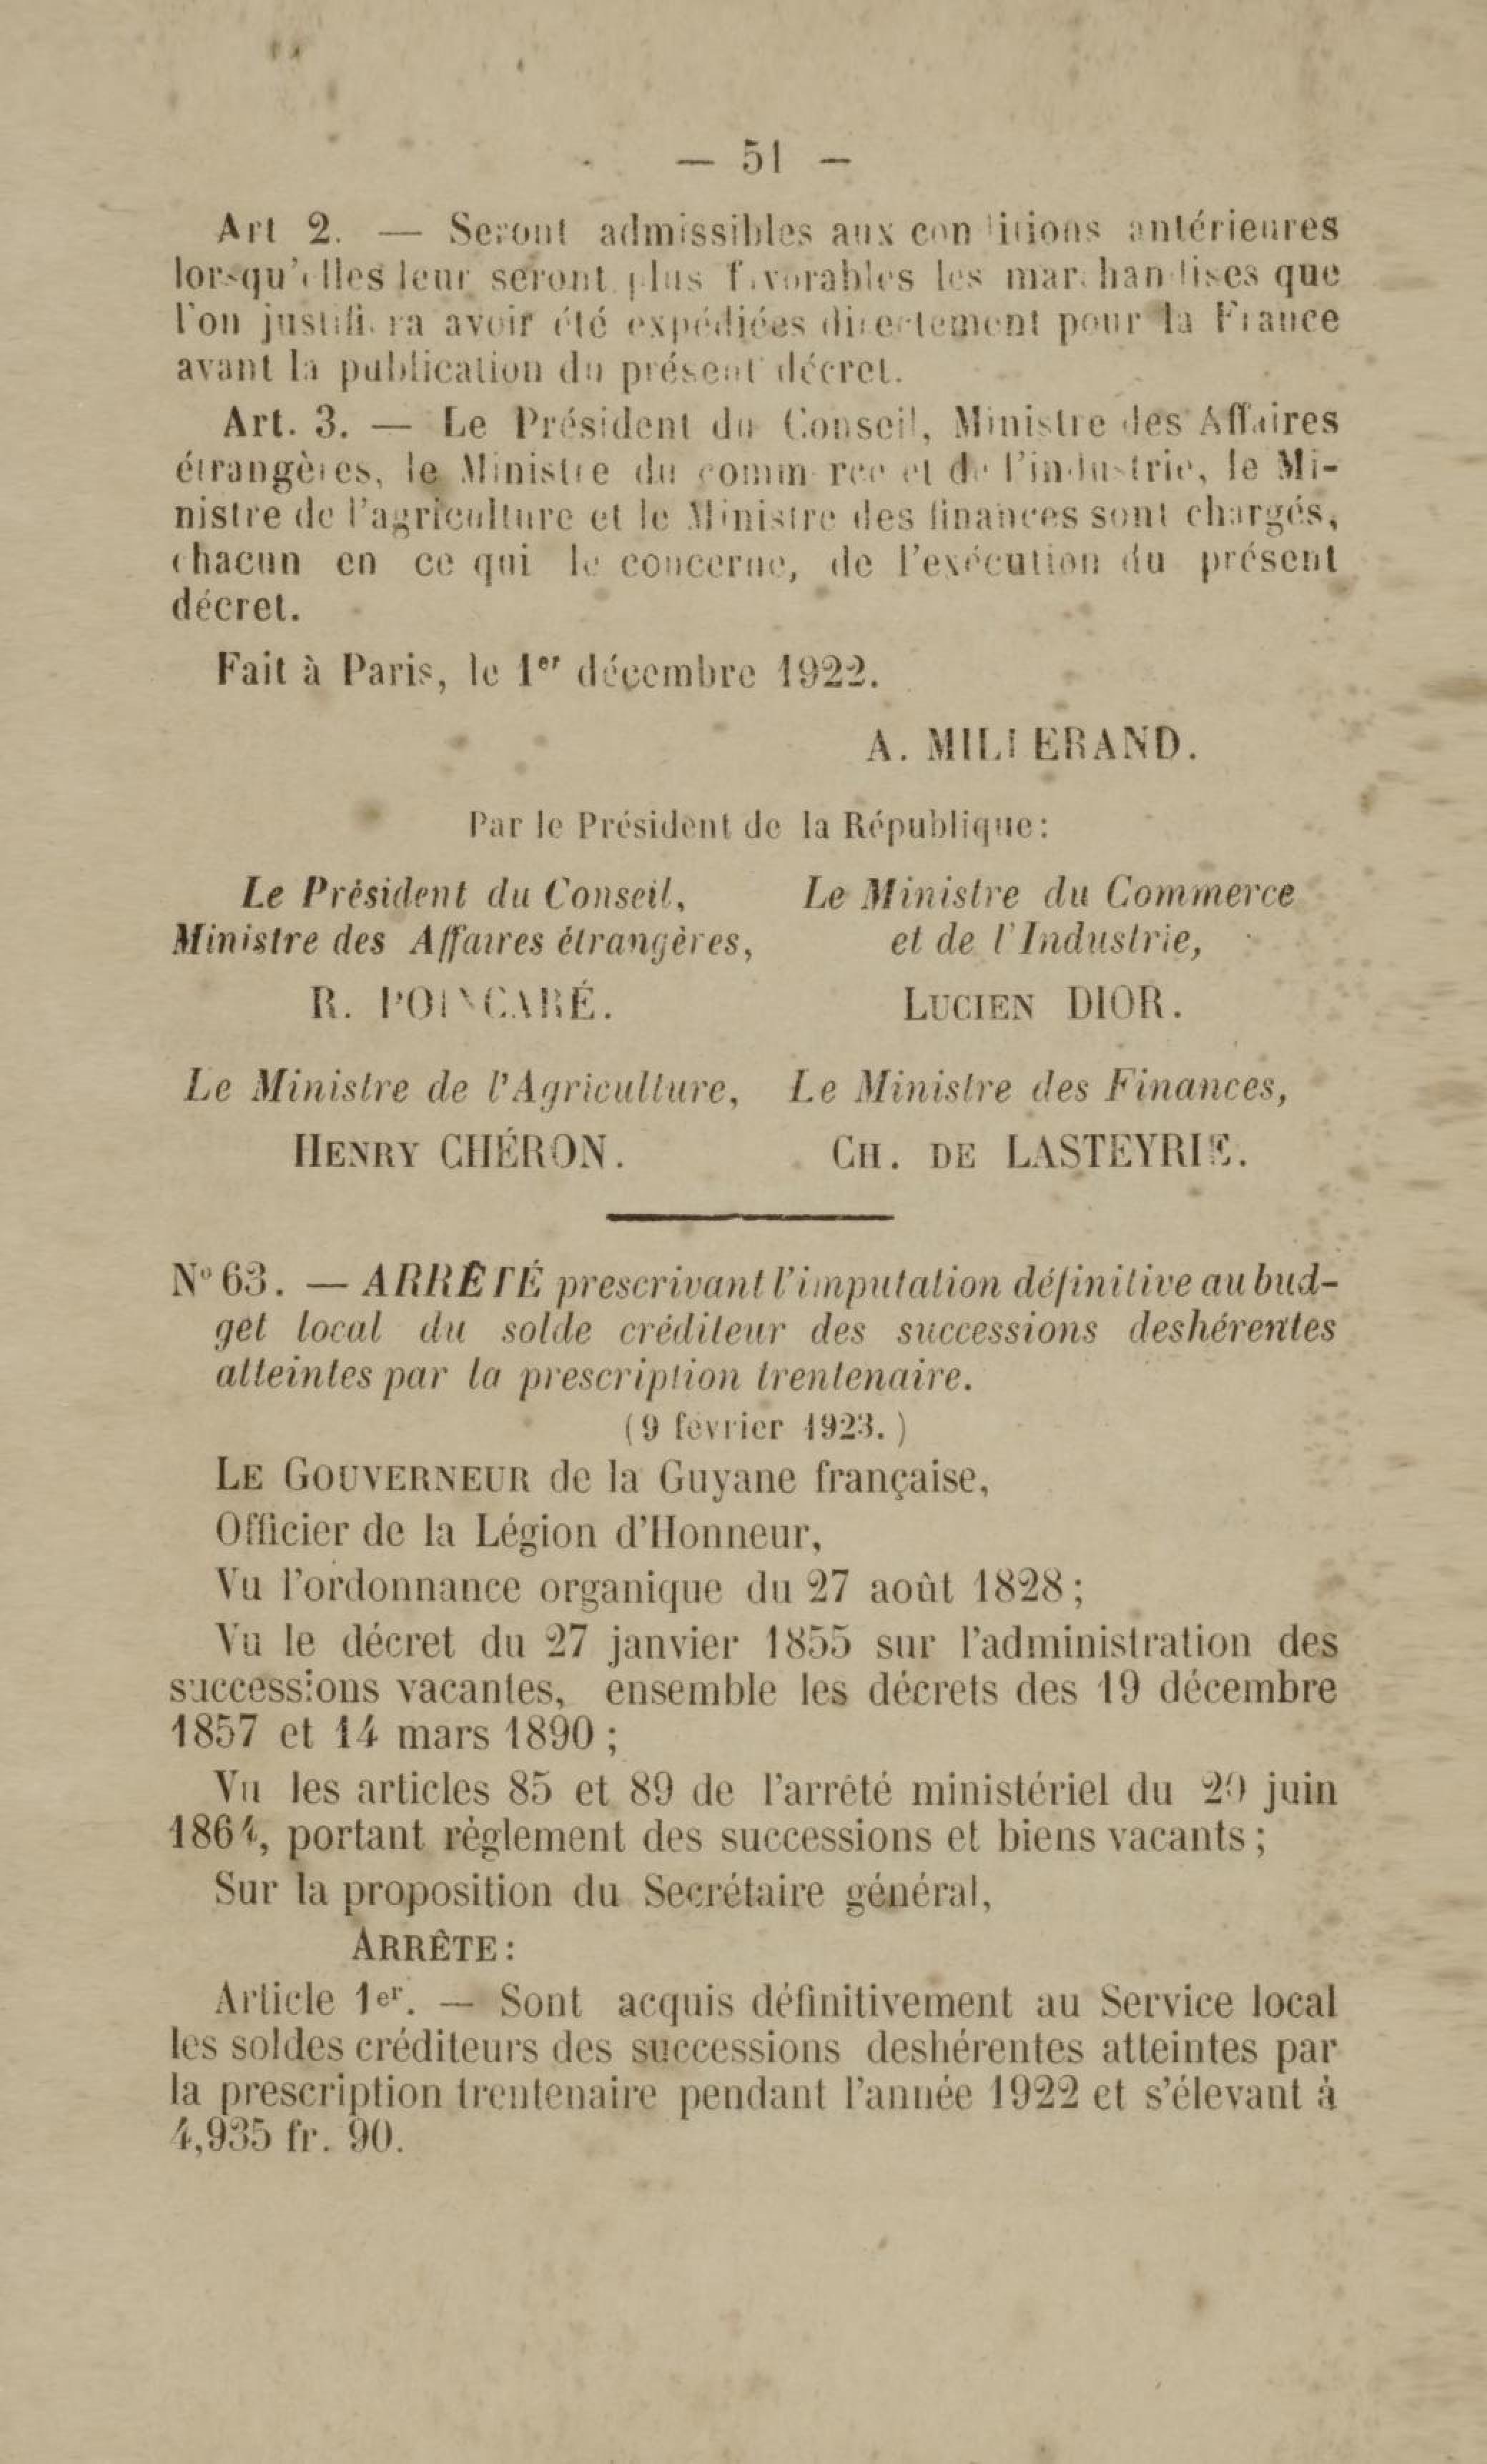 — 51 —
Art 2. — Seront admissibles aux conditions antérieures
lorsqu'elles leur seront plus favorables les marchandises que
l'on justifiera avoir été expédiées directement pour la France
avant la publication du présent décret.
Art. 3. — Le Président du Conseil, Ministre des Affaires
étrangères, le Ministre du commerce et de l'industrie, le Mi-
nistre de l'agriculture et le Ministre des finances sont chargés,
chacun en ce qui le concerne, de l'exécution du présent
décret.
Fait à Paris, le 1er décembre 1922.
A. MILLERAND.
Par le Président de la République:
Le Président du Conseil,
Ministre des Affaires étrangères,
R. POINCARÉ.
Le Ministre du Commerce
et de l'Industrie,
LUCIEN DIOR.
Le Ministre de l'Agriculture,
HENRY CHÉRON.
Le Ministre des Finances,
CH. DE LASTEYRIE.
N° 63. — ARRÊTÉ prescrivant l'imputation définitive au bud-
get local du solde créditeur des successions deshérentes
atteintes par la prescription trentenaire.
(9 février 1923.)
LE GOUVERNEUR de la Guyane française,
Officier de la Légion d'Honneur,
Vu l'ordonnance organique du 27 août 1828;
Vu le décret du 27 janvier 1855 sur l'administration des
successions vacantes, ensemble les décrets des 19 décembre
1857 et 14 mars 1890;
Vu les articles 85 et 89 de l'arrêté ministériel du 20 juin
1864, portant règlement des successions et biens vacants;
Sur la proposition du Secrétaire général,
ARRÊTE:
Article 1er. — Sont acquis définitivement au Service local
les soldes créditeurs des successions deshérentes atteintes par
la prescription trentenaire pendant l'année 1922 et s'élevant à
4,935 fr. 90.